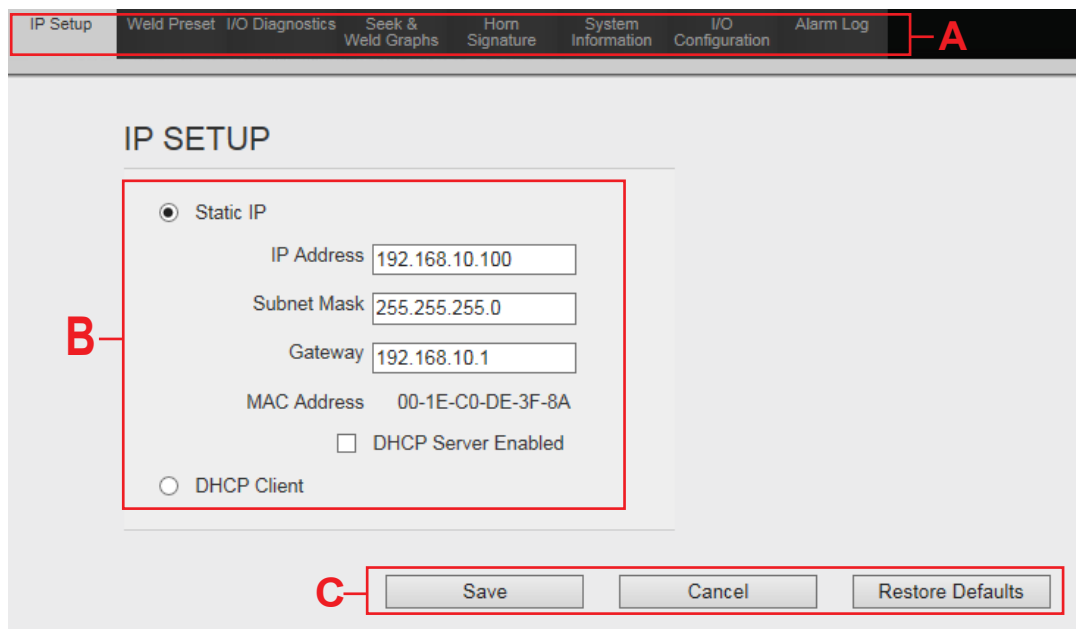 IP Setup Weld Preset I/O Diagnostics Seek & Weld Graphs Horn Signature System Information I/O Configuration Alarm Log
A
IP SETUP
Static IP
IP Address 192.168.10.100
Subnet Mask 255.255.255.0
B
Gateway 192.168.10.1
MAC Address 00-1E-C0-DE-3F-8A
DHCP Server Enabled
DHCP Client
C
Save Cancel Restore Defaults